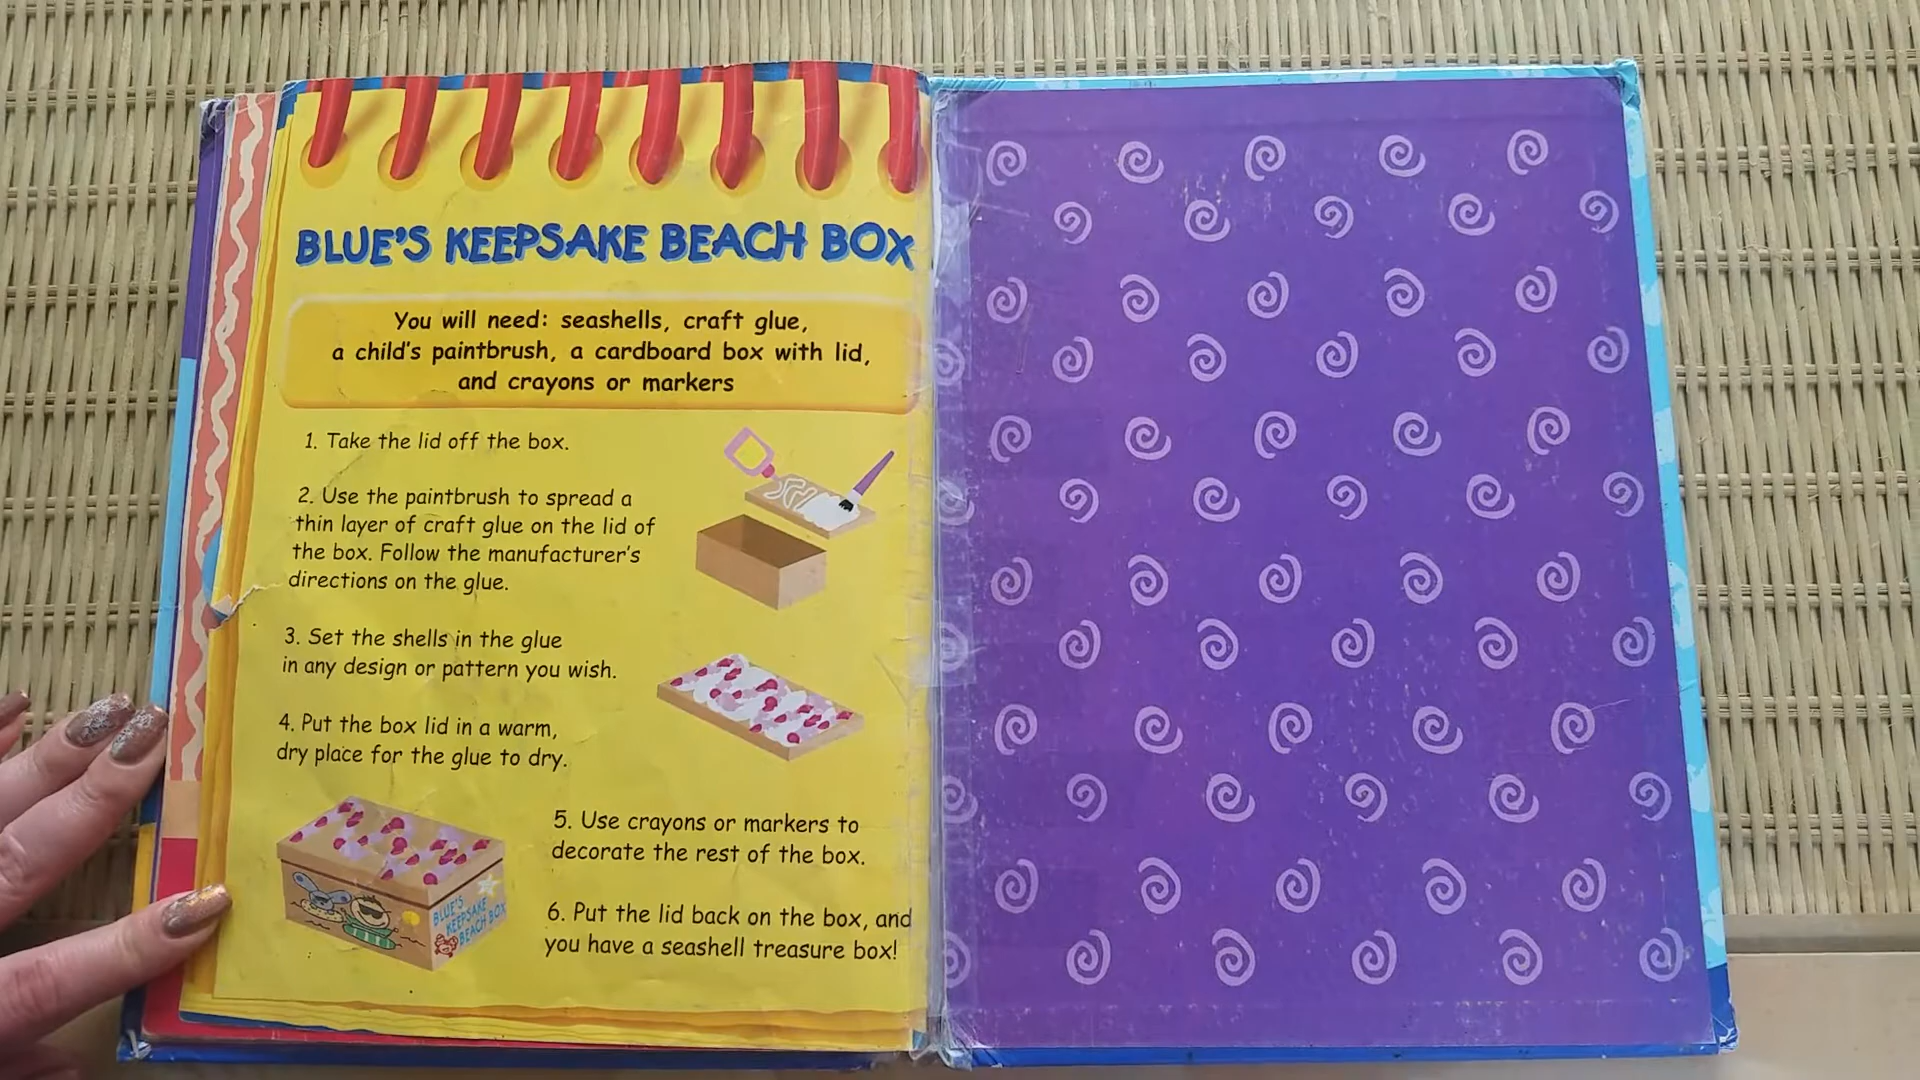 BLUE'S KEEPSAKE BEACH BOX
You will need: seashells, craft glue,
a child's paintbrush, a cardboard box with lid,
and crayons or markers
1. Take the lid off the box.
2. Use the paintbrush to spread a
thin layer of craft glue on the lid of
the box. Follow the manufacturer's
directions on the glue.
3. Set the shells in the glue
in any design or pattern you wish.
4. Put the box lid in a warm,
dry place for the glue to dry.
5. Use crayons or markers to
decorate the rest of the box.
6. Put the lid back on the box, and
you have a seashell treasure box!
BLUE'S
KEEPSAKE
BEACH BOX